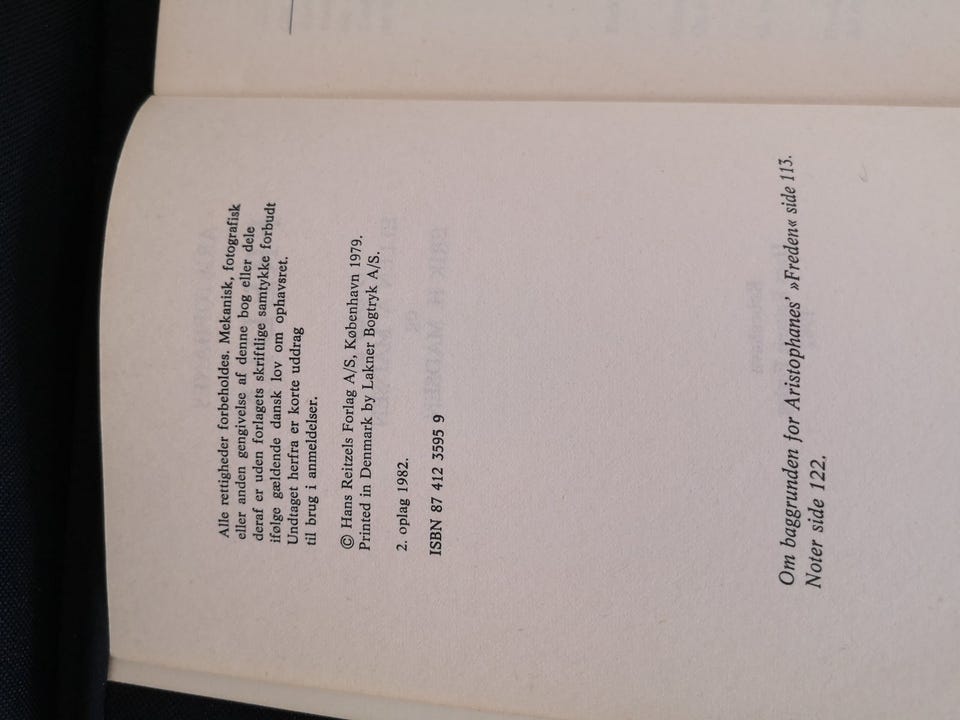 Alle rettigheder forbeholdes. Mekanisk, fotografisk
eller anden gengivelse af denne bog eller dele
deraf er uden forlagets skriftlige samtykke forbudt
ifølge gældende dansk lov om ophavsret.
Undtaget herfra er korte uddrag
til brug i anmeldelser.
© Hans Reitzels Forlag A/S, København 1979.
Printed in Denmark by Lakner Bogtryk A/S.
2. oplag 1982.
ISBN 87 412 3595 9
Om baggrunden for Aristophanes' »Freden« side 113.
Noter side 122.